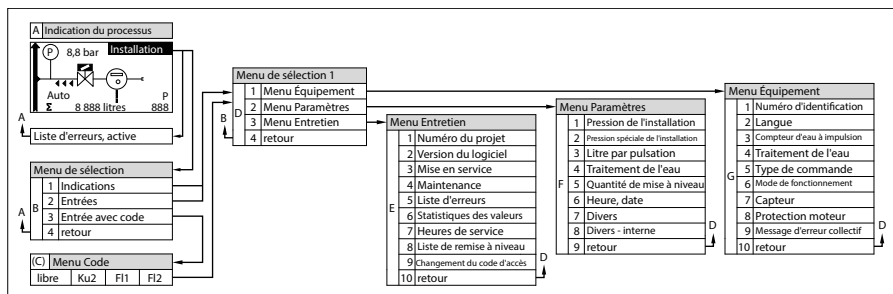 A Indication du processus
P 8,8 bar Installation
Auto P
Σ 8 888 litres 888
A
Liste d'erreurs, active
Menu de sélection
B
1 Indications
2 Entrées
3 Entrée avec code
4 retour
A
(C) Menu Code
libre Ku2 Fl1 Fl2
Menu de sélection 1
D
1 Menu Équipement
2 Menu Paramètres
3 Menu Entretien
4 retour
B
Menu Entretien
E
1 Numéro du projet
2 Version du logiciel
3 Mise en service
4 Maintenance
5 Liste d'erreurs
6 Statistiques des valeurs
7 Heures de service
8 Liste de remise à niveau
9 Changement du code d'accès
10 retour
D
Menu Paramètres
F
1 Pression de l'installation
2 Pression spéciale de l'installation
3 Litre par pulsation
4 Traitement de l'eau
5 Quantité de mise à niveau
6 Heure, date
7 Divers
8 Divers - interne
9 retour
D
Menu Équipement
G
1 Numéro d'identification
2 Langue
3 Compteur d'eau à impulsion
4 Traitement de l'eau
5 Type de commande
6 Mode de fonctionnement
7 Capteur
8 Protection moteur
9 Message d'erreur collectif
10 retour
D